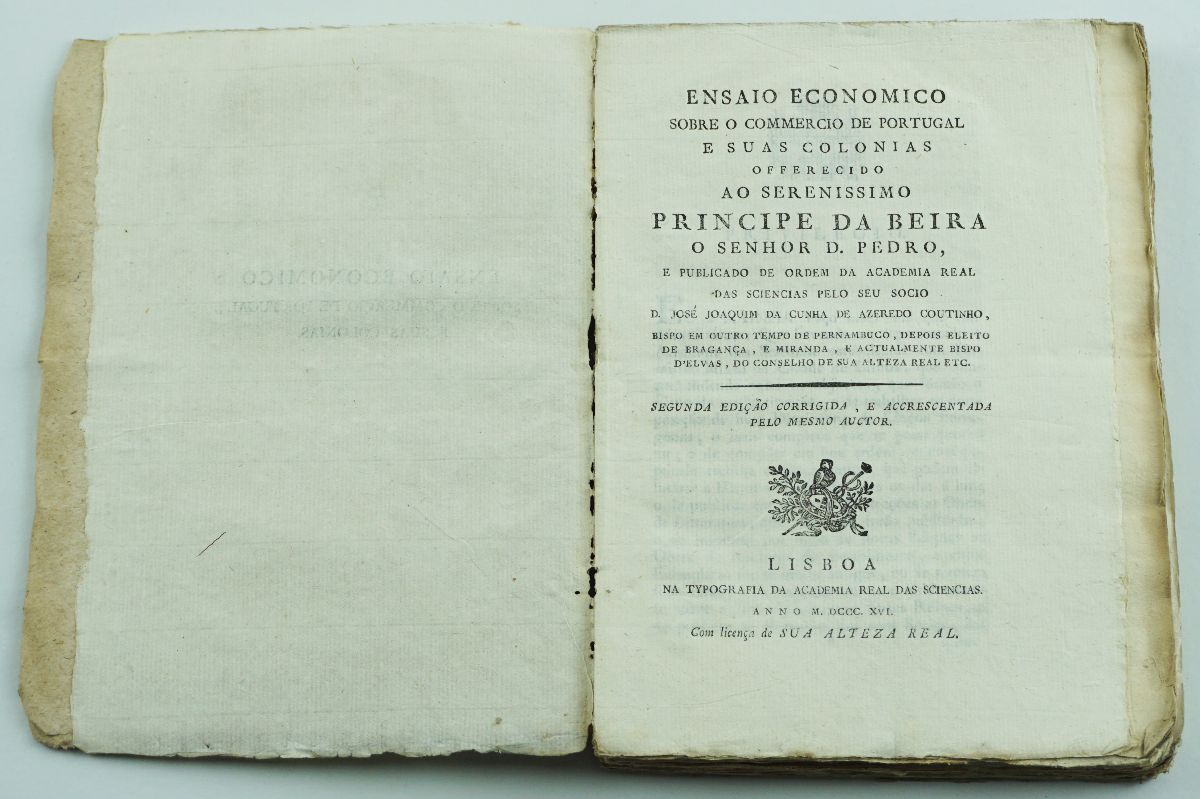 ENSAIO ECONOMICO
SOBRE O COMMERCIO DE PORTUGAL
E SUAS COLONIAS
OFFERECIDO
AO SERENISSIMO
PRINCIPE DA BEIRA
O SENHOR D. PEDRO,
E PUBLICADO DE ORDEM DA ACADEMIA REAL
DAS SCIENCIAS PELO SEU SOCIO
D. JOSÉ JOAQUIM DA CUNHA DE AZEREDO COUTINHO,
BISPO EM OUTRO TEMPO DE PERNAMBUCO, DEPOIS ELEITO
DE BRAGANÇA, E MIRANDA, E ACTUALMENTE BISPO
D'ELVAS, DO CONSELHO DE SUA ALTEZA REAL ETC.
SEGUNDA EDIÇÃO CORRIGIDA, E ACCRESCENTADA
PELO MESMO AUCTOR.
LISBOA
NA TYPOGRAFIA DA ACADEMIA REAL DAS SCIENCIAS.
ANNO M. DCCC. XVI.
Com licença de SUA ALTEZA REAL.